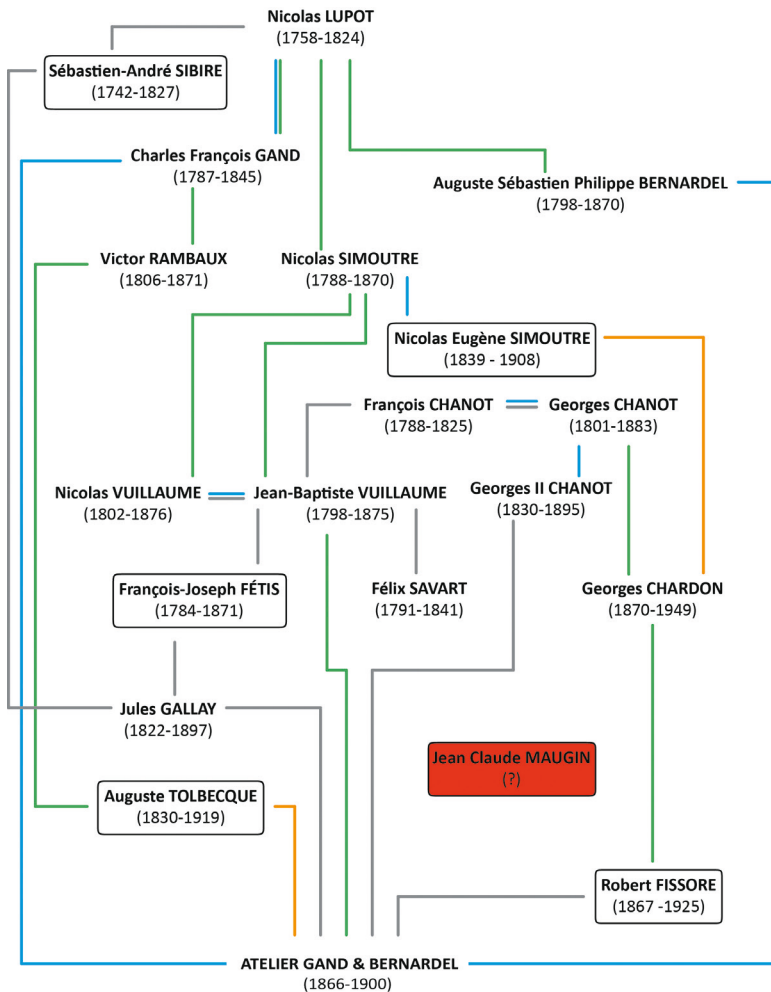 Nicolas LUPOT
(1758-1824)
Sébastien-André SIBIRE
(1742-1827)
Charles François GAND
(1787-1845)
Auguste Sébastien Philippe BERNARDEL
(1798-1870)
Victor RAMBAUX
(1806-1871)
Nicolas SIMOUTRE
(1788-1870)
Nicolas Eugène SIMOUTRE
(1839 - 1908)
François CHANOT
(1788-1825)
Georges CHANOT
(1801-1883)
Nicolas VUILLAUME
(1802-1876)
Jean-Baptiste VUILLAUME
(1798-1875)
Georges II CHANOT
(1830-1895)
François-Joseph FÉTIS
(1784-1871)
Félix SAVART
(1791-1841)
Georges CHARDON
(1870-1949)
Jules GALLAY
(1822-1897)
Jean Claude MAUGIN
(?)
Auguste TOLBECQUE
(1830-1919)
Robert FISSORE
(1867 -1925)
ATELIER GAND & BERNARDEL
(1866-1900)